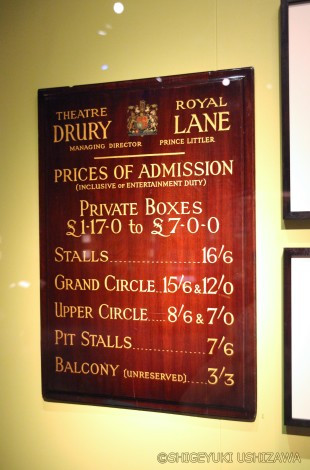 THEATRE ROYAL
DRURY LANE
MANAGING DIRECTOR PRINCE LITTLER
PRICES OF ADMISSION
(INCLUSIVE OF ENTERTAINMENT DUTY)
PRIVATE BOXES
£1-17-0 to £7-0-0
STALLS.....................16/6
GRAND CIRCLE..15/6 & 12/0
UPPER CIRCLE.....8/6 & 7/0
PIT STALLS.................7/6
BALCONY (UNRESERVED)......3/3
©SHIGEYUKI USHIZAWA